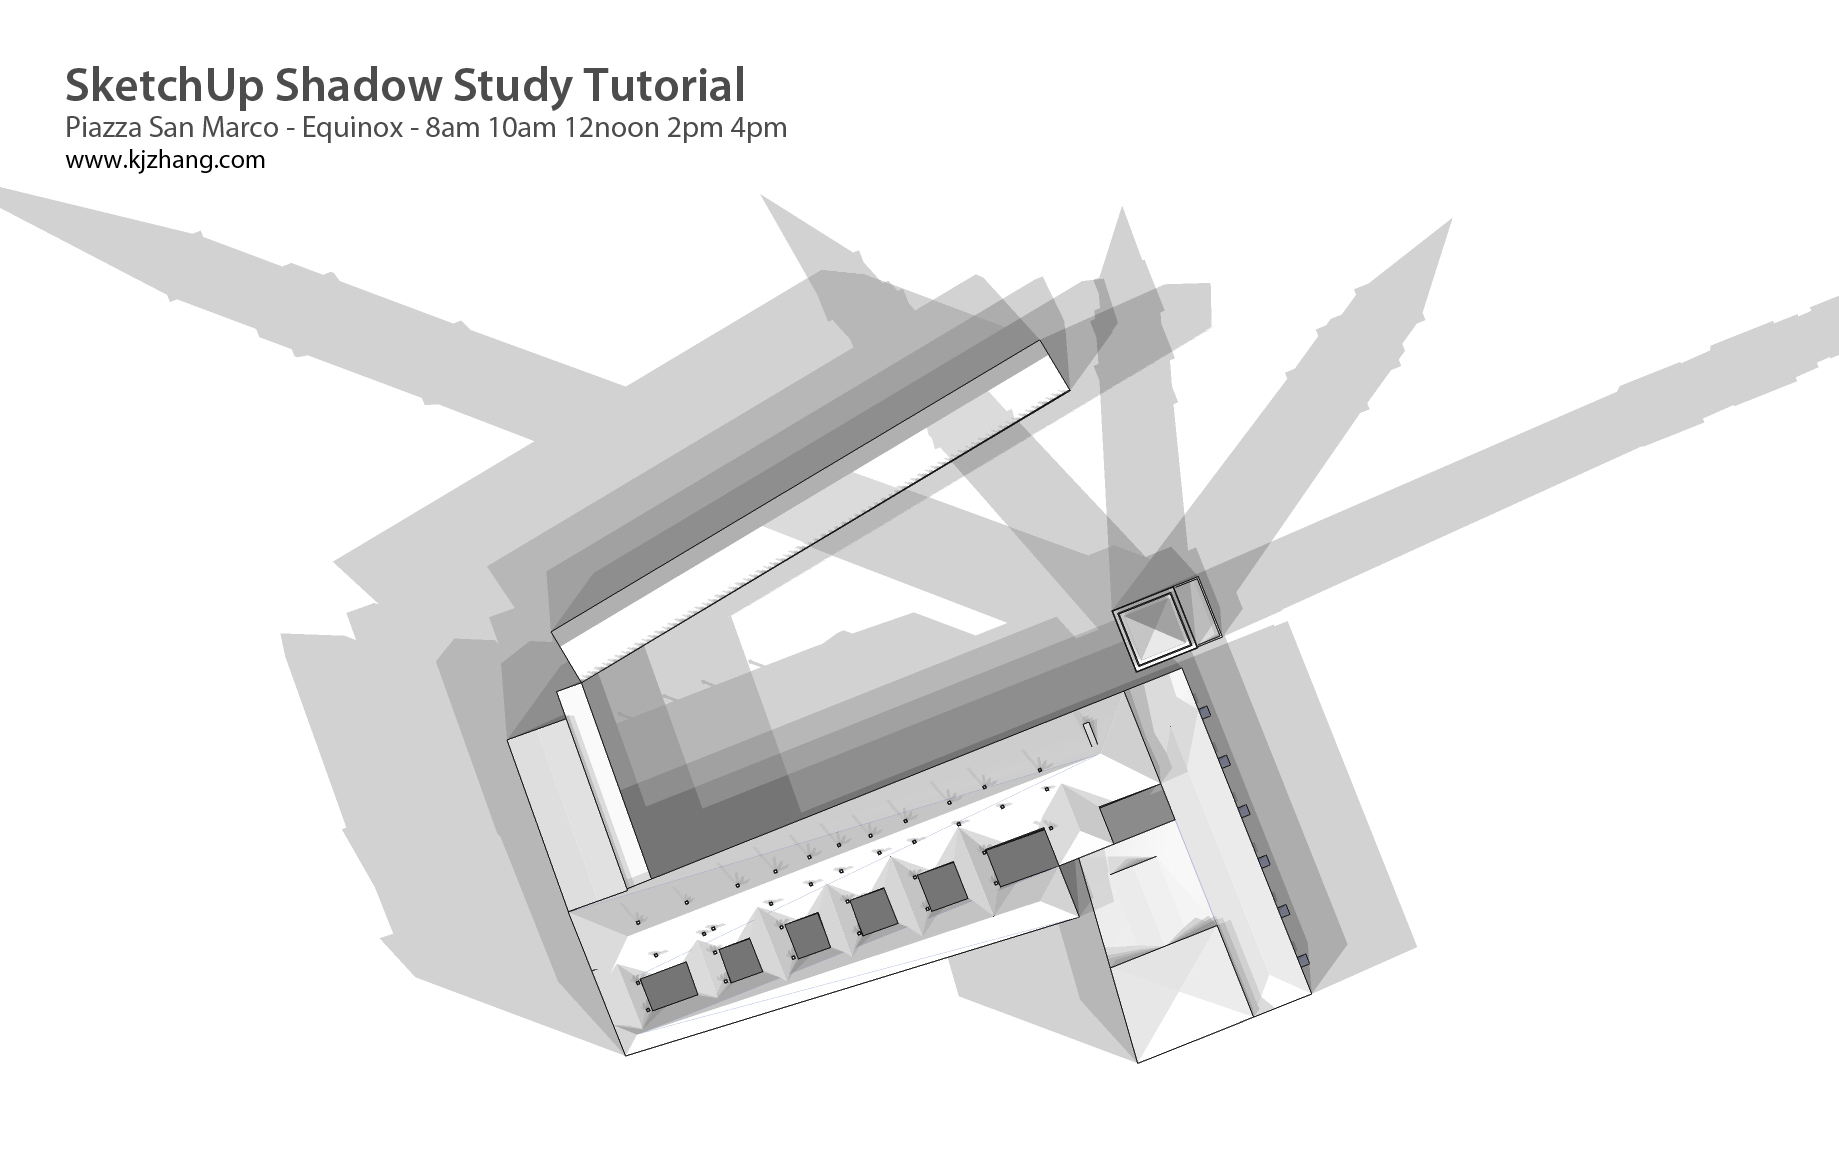 SketchUp Shadow Study Tutorial
Piazza San Marco - Equinox - 8am 10am 12noon 2pm 4pm
www.kjzhang.com